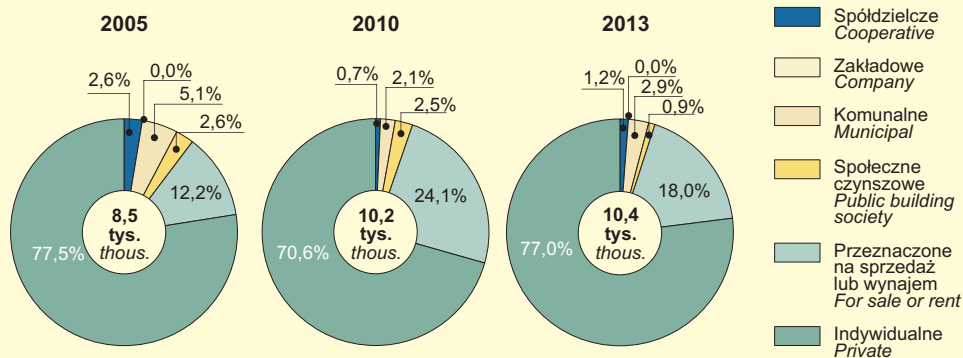 2005
2,6%
0,0%
5,1%
2,6%
12,2%
77,5%
8,5
tys.
thous.
2010
0,7%
2,1%
2,5%
24,1%
70,6%
10,2
tys.
thous.
2013
1,2%
0,0%
2,9%
0,9%
18,0%
77,0%
10,4
tys.
thous.
Spółdzielcze
Cooperative
Zakładowe
Company
Komunalne
Municipal
Społeczne
czynszowe
Public building
society
Przeznaczone
na sprzedaż
lub wynajem
For sale or rent
Indywidualne
Private